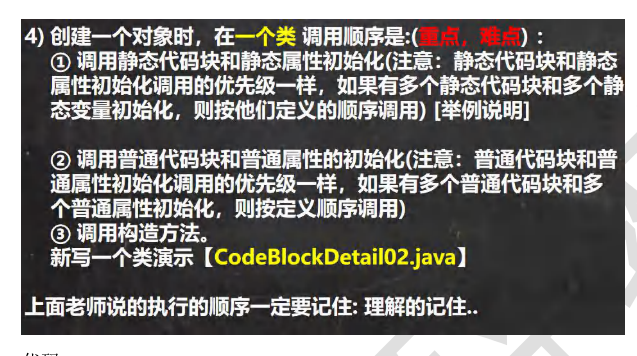 4) 创建一个对象时，在一个类 调用顺序是:(重点，难点)：
① 调用静态代码块和静态属性初始化(注意：静态代码块和静态
属性初始化调用的优先级一样，如果有多个静态代码块和多个静
态变量初始化，则按他们定义的顺序调用) [举例说明]
② 调用普通代码块和普通属性的初始化(注意：普通代码块和普
通属性初始化调用的优先级一样，如果有多个普通代码块和多
个普通属性初始化，则按定义顺序调用)
③ 调用构造方法。
新写一个类演示【CodeBlockDetail02.java】
上面老师说的执行的顺序一定要记住: 理解的记住..